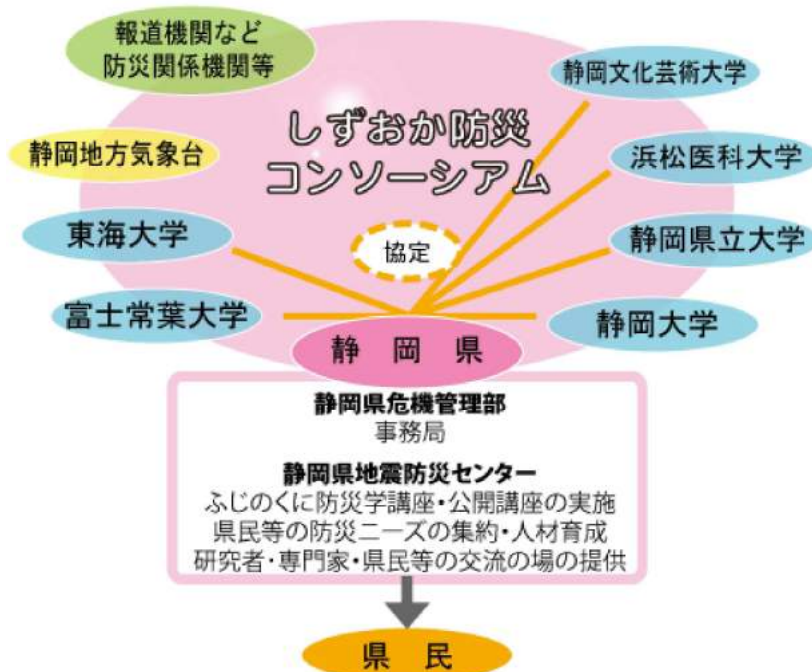 報道機関など
防災関係機関等
静岡文化芸術大学
しずおか防災
コンソーシアム
静岡地方気象台
浜松医科大学
東海大学
協定
静岡県立大学
富士常葉大学
静岡大学
静岡県
静岡県危機管理部
事務局
静岡県地震防災センター
ふじのくに防災学講座・公開講座の実施
県民等の防災ニーズの集約・人材育成
研究者・専門家・県民等の交流の場の提供
県民